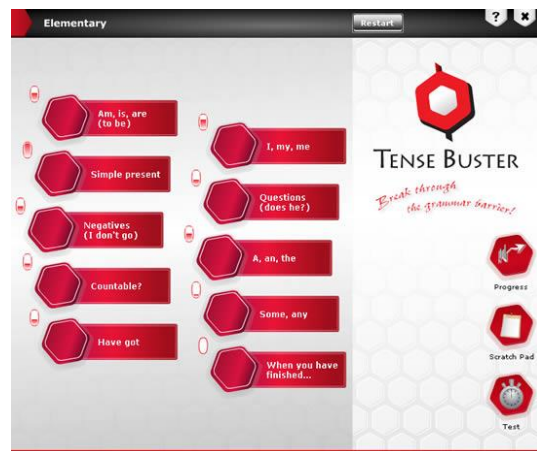 Elementary
Restart
?
Am, is, are
(to be)
Simple present
Negatives
(I don't go)
Countable?
Have got
I, my, me
Questions
(does he?)
A, an, the
Some, any
When you have
finished...
TENSE BUSTER
Break through
the grammar barrier!
Progress
Scratch Pad
Test